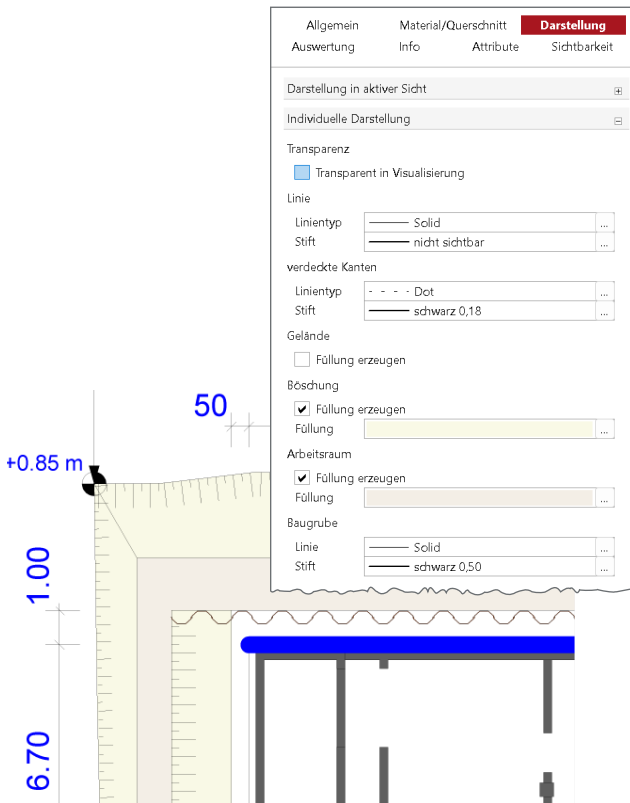 Allgemein Material/Querschnitt Darstellung
Auswertung Info Attribute Sichtbarkeit
Darstellung in aktiver Sicht
Individuelle Darstellung
Transparenz
Transparent in Visualisierung
Linie
Linientyp Solid ...
Stift nicht sichtbar ...
verdeckte Kanten
Linientyp Dot ...
Stift schwarz 0,18 ...
Gelände
Füllung erzeugen
Böschung
Füllung erzeugen
Füllung ...
Arbeitsraum
Füllung erzeugen
Füllung ...
Baugrube
Linie Solid ...
Stift schwarz 0,50 ...
50
+0.85 m
1.00
6.70